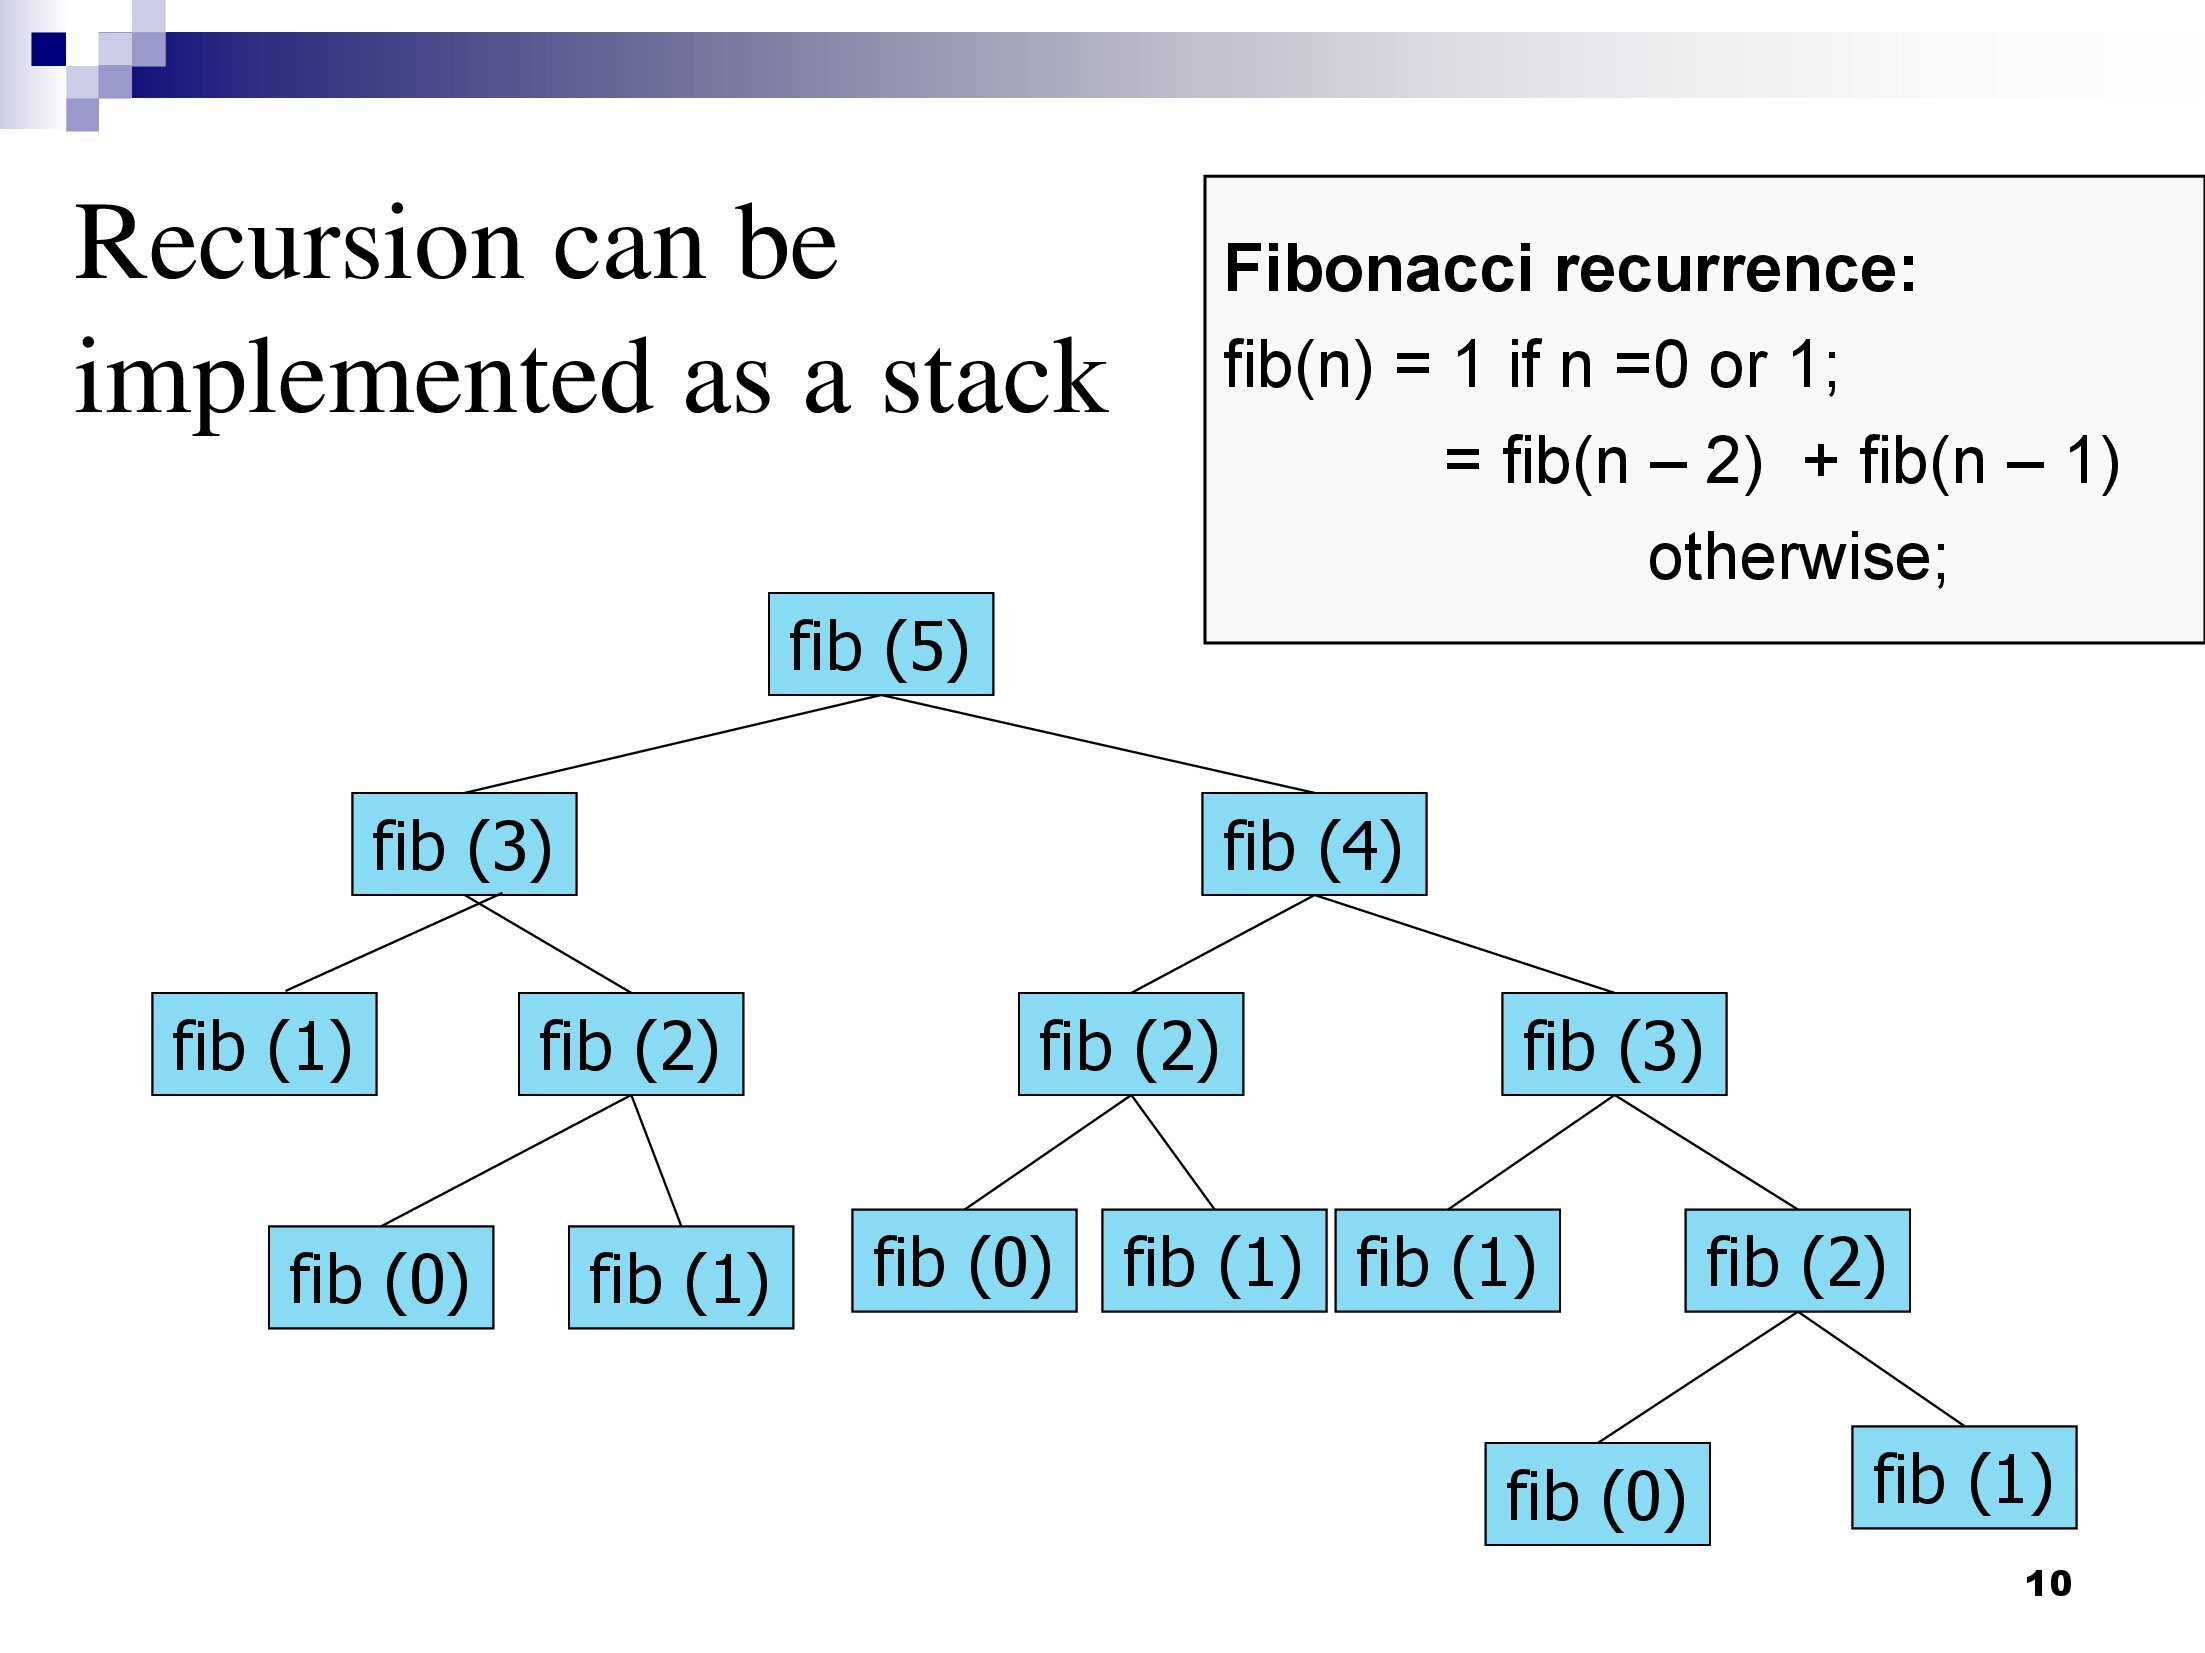 Recursion can be
implemented as a stack
Fibonacci recurrence:
fib(n) = 1 if n =0 or 1;
= fib(n – 2) + fib(n – 1)
otherwise;
fib (5)
fib (3) fib (4)
fib (1) fib (2) fib (2) fib (3)
fib (0) fib (1) fib (0) fib (1) fib (1) fib (2)
fib (0) fib (1)
10